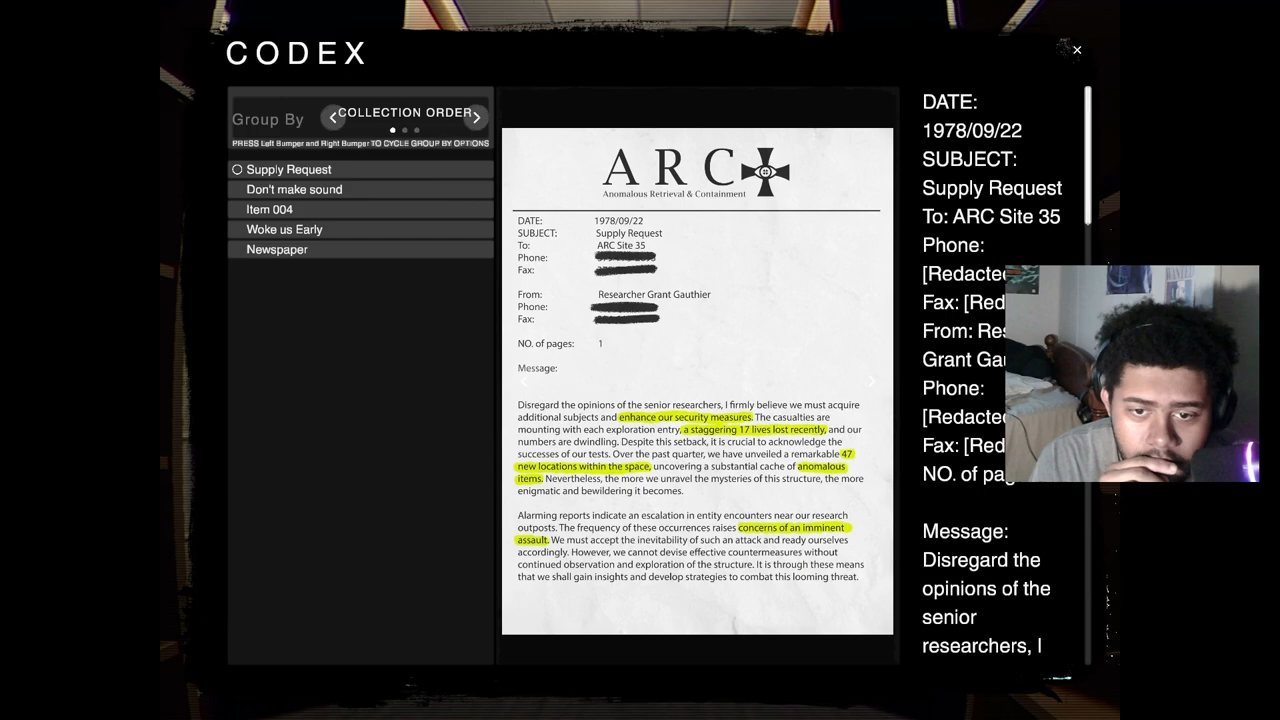 CODEX
×
Group By
COLLECTION ORDER
PRESS Left Bumper and Right Bumper TO CYCLE GROUP BY OPTIONS
Supply Request
Don't make sound
Item 004
Woke us Early
Newspaper
ARC
Anomalous Retrieval & Containment
DATE: 1978/09/22
SUBJECT: Supply Request
To: ARC Site 35
Phone:
Fax:
From: Researcher Grant Gauthier
Phone:
Fax:
NO. of pages: 1
Message:
Disregard the opinions of the senior researchers, I firmly believe we must acquire
additional subjects and enhance our security measures. The casualties are
mounting with each exploration entry, a staggering 17 lives lost recently, and our
numbers are dwindling. Despite this setback, it is crucial to acknowledge the
successes of our tests. Over the past quarter, we have unveiled a remarkable 47
new locations within the space, uncovering a substantial cache of anomalous
items. Nevertheless, the more we unravel the mysteries of this structure, the more
enigmatic and bewildering it becomes.
Alarming reports indicate an escalation in entity encounters near our research
outposts. The frequency of these occurrences raises concerns of an imminent
assault. We must accept the inevitability of such an attack and ready ourselves
accordingly. However, we cannot devise effective countermeasures without
continued observation and exploration of the structure. It is through these means
that we shall gain insights and develop strategies to combat this looming threat.
DATE:
1978/09/22
SUBJECT:
Supply Request
To: ARC Site 35
Phone:
[Redacte
Fax: [Red
From: Res
Grant Gau
Phone:
[Redacte
Fax: [Red
NO. of pag
Message:
Disregard the
opinions of the
senior
researchers, I